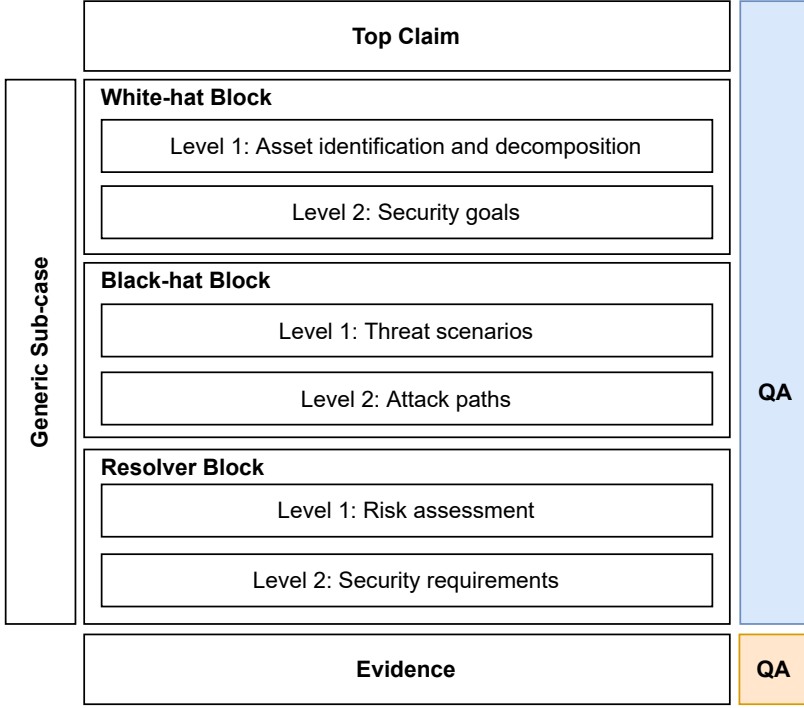 Top Claim
Generic Sub-case
White-hat Block
Level 1: Asset identification and decomposition
Level 2: Security goals
Black-hat Block
Level 1: Threat scenarios
Level 2: Attack paths
QA
Resolver Block
Level 1: Risk assessment
Level 2: Security requirements
Evidence
QA